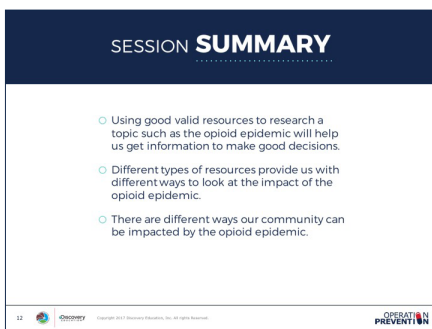 SESSION SUMMARY
Using good valid resources to research a
topic such as the opioid epidemic will help
us get information to make good decisions.
Different types of resources provide us with
different ways to look at the impact of the
opioid epidemic.
There are different ways our community can
be impacted by the opioid epidemic.
12
Discovery
EDUCATION
Copyright 2017 Discovery Education, Inc. All rights Reserved.
OPERATION
PREVENTION